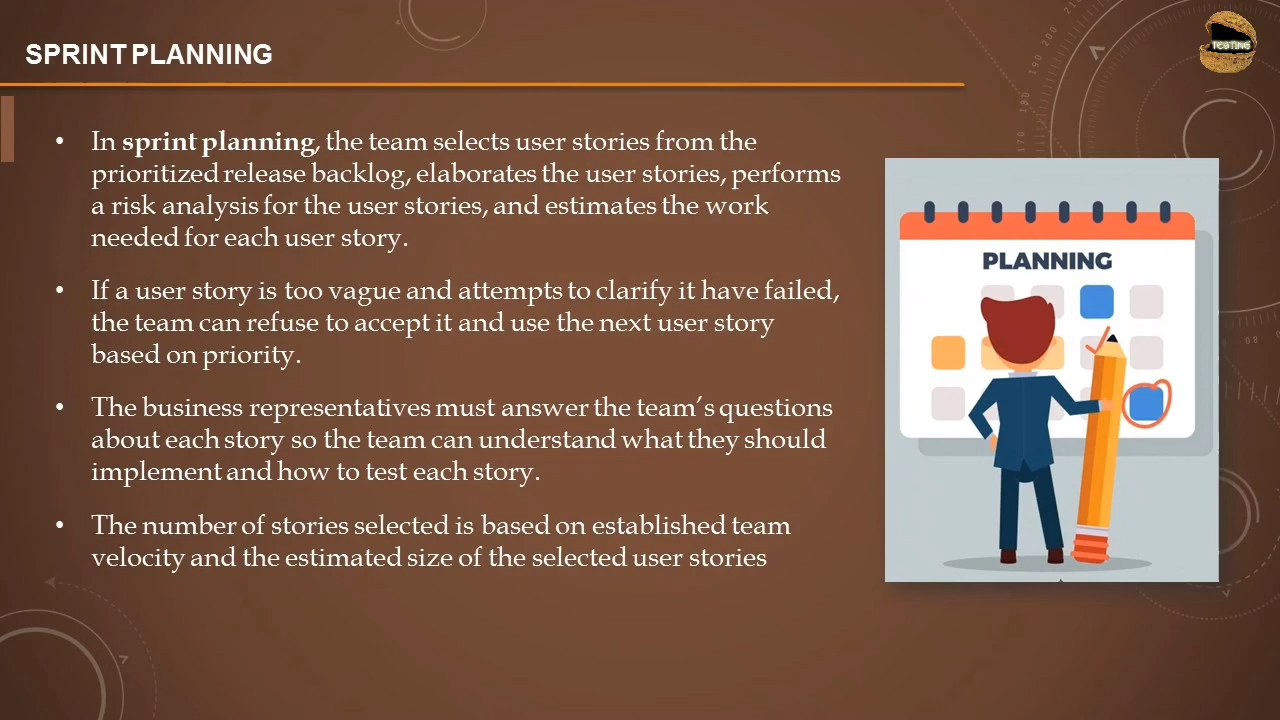 SPRINT PLANNING
TESTING
• In sprint planning, the team selects user stories from the
prioritized release backlog, elaborates the user stories, performs
a risk analysis for the user stories, and estimates the work
needed for each user story.
• If a user story is too vague and attempts to clarify it have failed,
the team can refuse to accept it and use the next user story
based on priority.
• The business representatives must answer the team’s questions
about each story so the team can understand what they should
implement and how to test each story.
• The number of stories selected is based on established team
velocity and the estimated size of the selected user stories
PLANNING